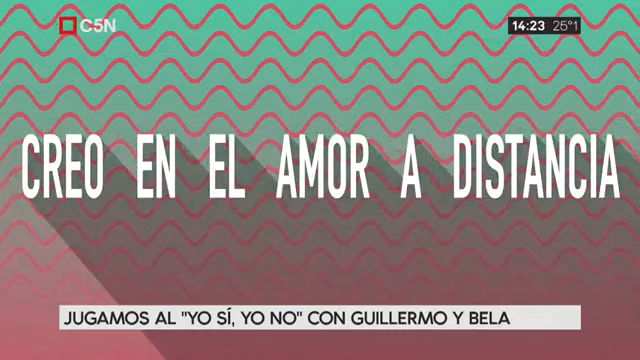 C5N
14:23 25°1
CREO EN EL AMOR A DISTANCIA
JUGAMOS AL "YO SÍ, YO NO" CON GUILLERMO Y BELA